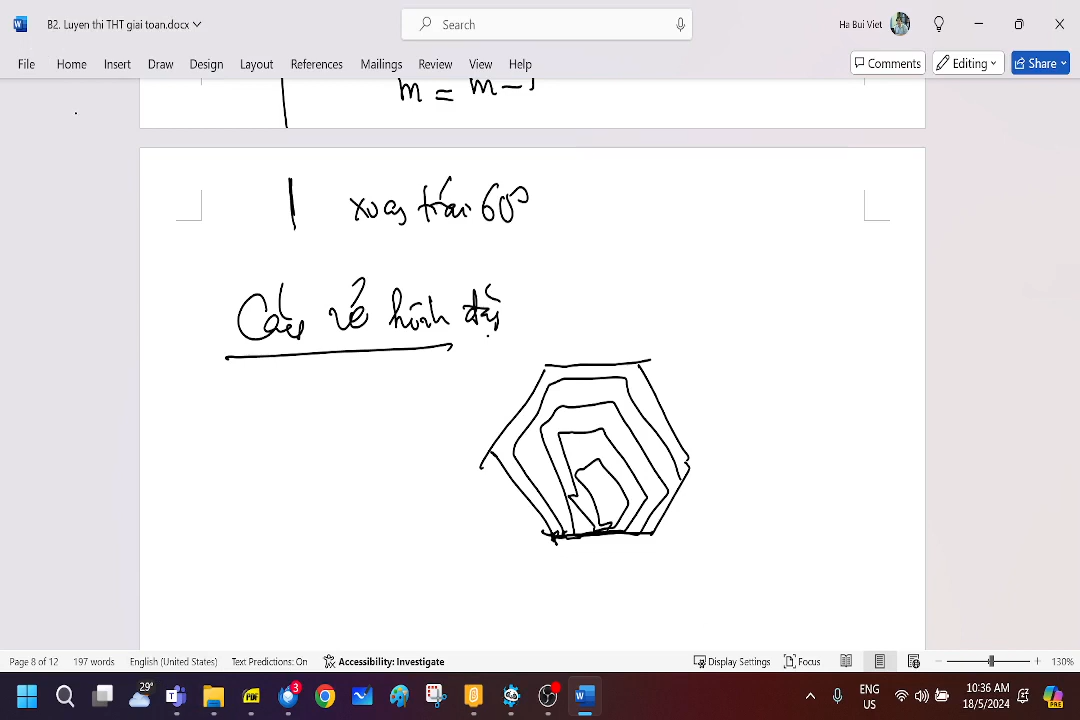 B2. Luyen thi THT giai toan.docx
Search
Ha Bui Viet
File Home Insert Draw Design Layout References Mailings Review View Help
Comments Editing Share
m = m -
xoay trái 60°
vẽ hình
Page 8 of 12 197 words English (United States) Text Predictions: On Accessibility: Investigate Display Settings Focus 130%
29°
3
ENG US
10:36 AM
18/5/2024
PRE